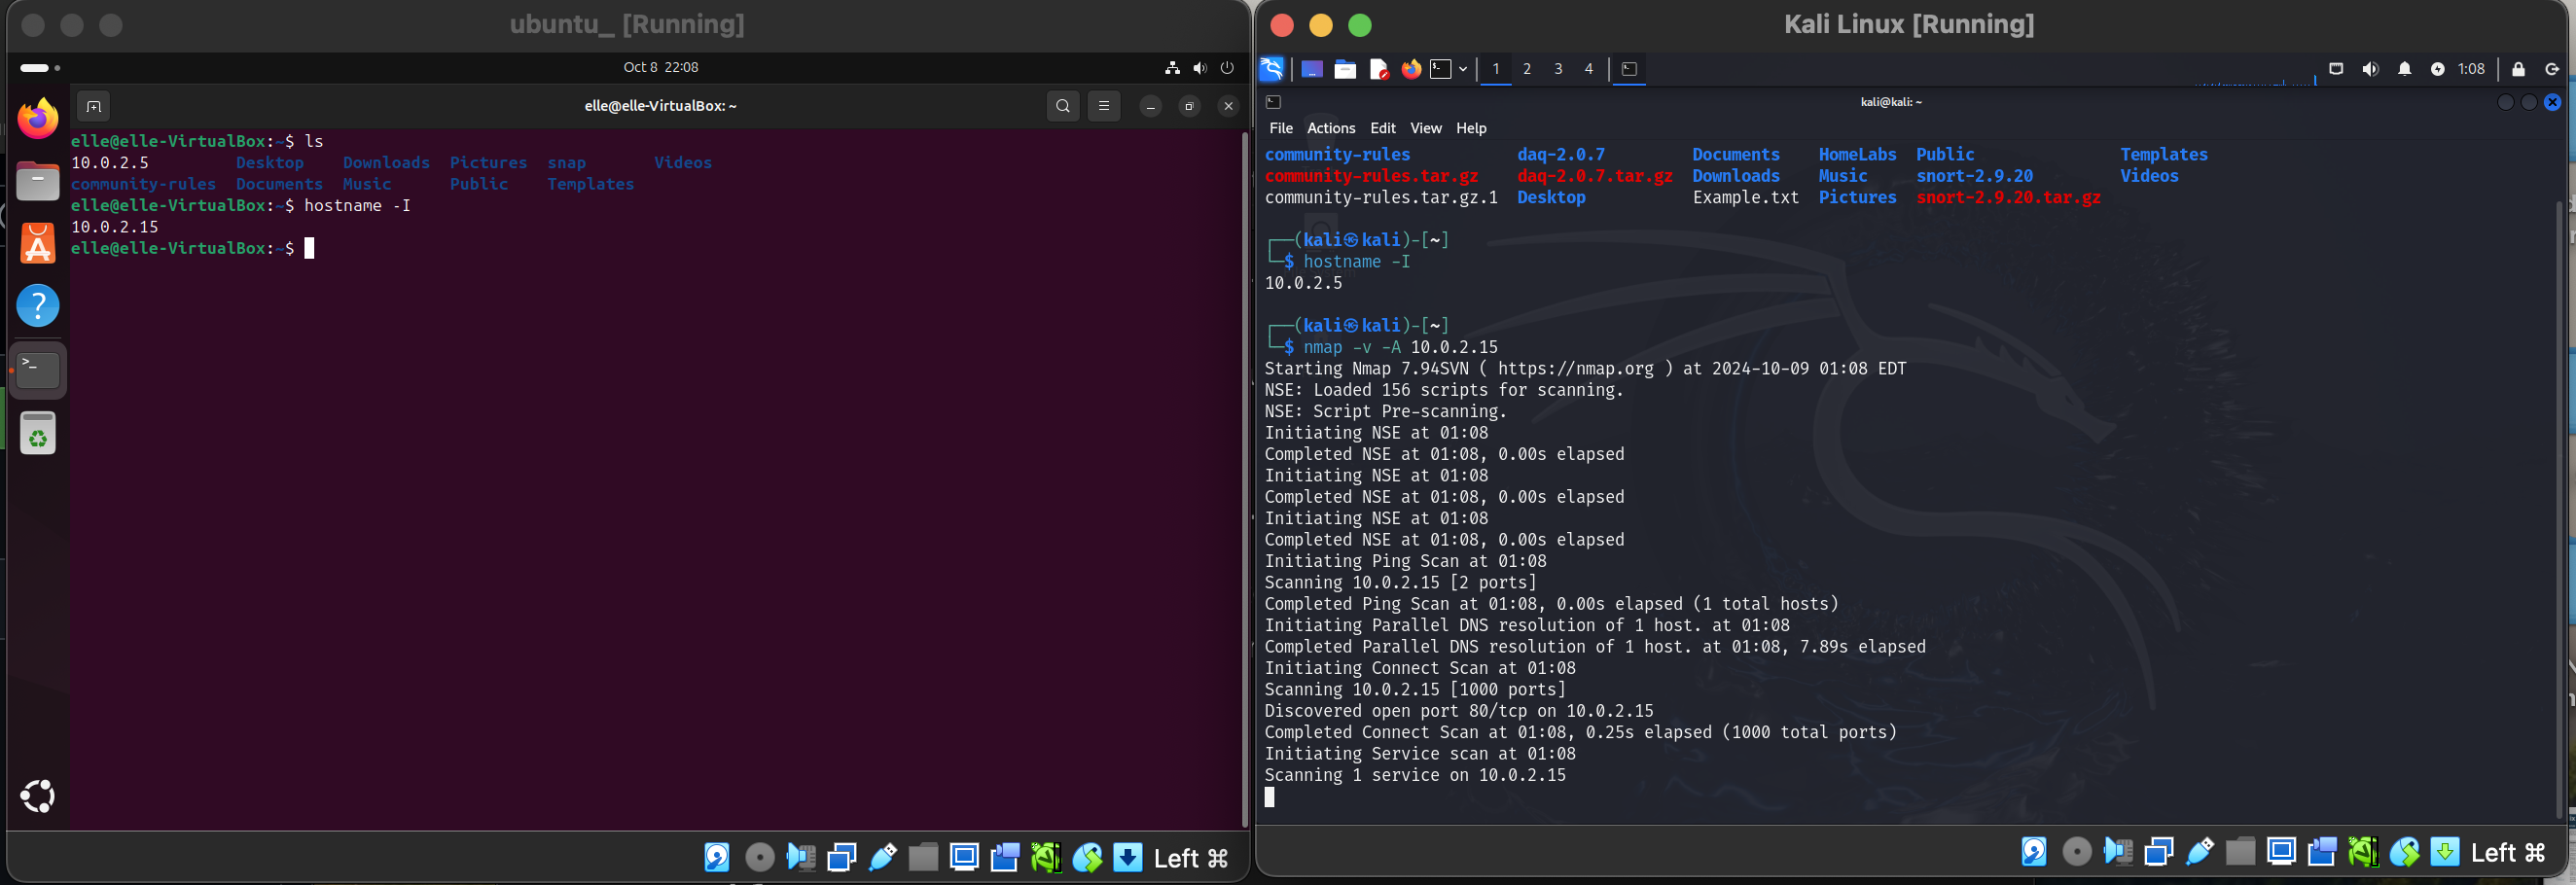 ubuntu_ [Running]
Oct 8 22:08
elle@elle-VirtualBox: ~
elle@elle-VirtualBox:~$ ls
10.0.2.5 Desktop Downloads Pictures snap Videos
community-rules Documents Music Public Templates
elle@elle-VirtualBox:~$ hostname -I
10.0.2.15
elle@elle-VirtualBox:~$
Left ⌘
Kali Linux [Running]
1 2 3 4 1:08
kali@kali: ~
File Actions Edit View Help
community-rules daq-2.0.7 Documents HomeLabs Public Templates
community-rules.tar.gz daq-2.0.7.tar.gz Downloads Music snort-2.9.20 Videos
community-rules.tar.gz.1 Desktop Example.txt Pictures snort-2.9.20.tar.gz
┌──(kali㉿kali)-[~]
└─$ hostname -I
10.0.2.5
┌──(kali㉿kali)-[~]
└─$ nmap -v -A 10.0.2.15
Starting Nmap 7.94SVN ( https://nmap.org ) at 2024-10-09 01:08 EDT
NSE: Loaded 156 scripts for scanning.
NSE: Script Pre-scanning.
Initiating NSE at 01:08
Completed NSE at 01:08, 0.00s elapsed
Initiating NSE at 01:08
Completed NSE at 01:08, 0.00s elapsed
Initiating NSE at 01:08
Completed NSE at 01:08, 0.00s elapsed
Initiating Ping Scan at 01:08
Scanning 10.0.2.15 [2 ports]
Completed Ping Scan at 01:08, 0.00s elapsed (1 total hosts)
Initiating Parallel DNS resolution of 1 host. at 01:08
Completed Parallel DNS resolution of 1 host. at 01:08, 7.89s elapsed
Initiating Connect Scan at 01:08
Scanning 10.0.2.15 [1000 ports]
Discovered open port 80/tcp on 10.0.2.15
Completed Connect Scan at 01:08, 0.25s elapsed (1000 total ports)
Initiating Service scan at 01:08
Scanning 1 service on 10.0.2.15
Left ⌘